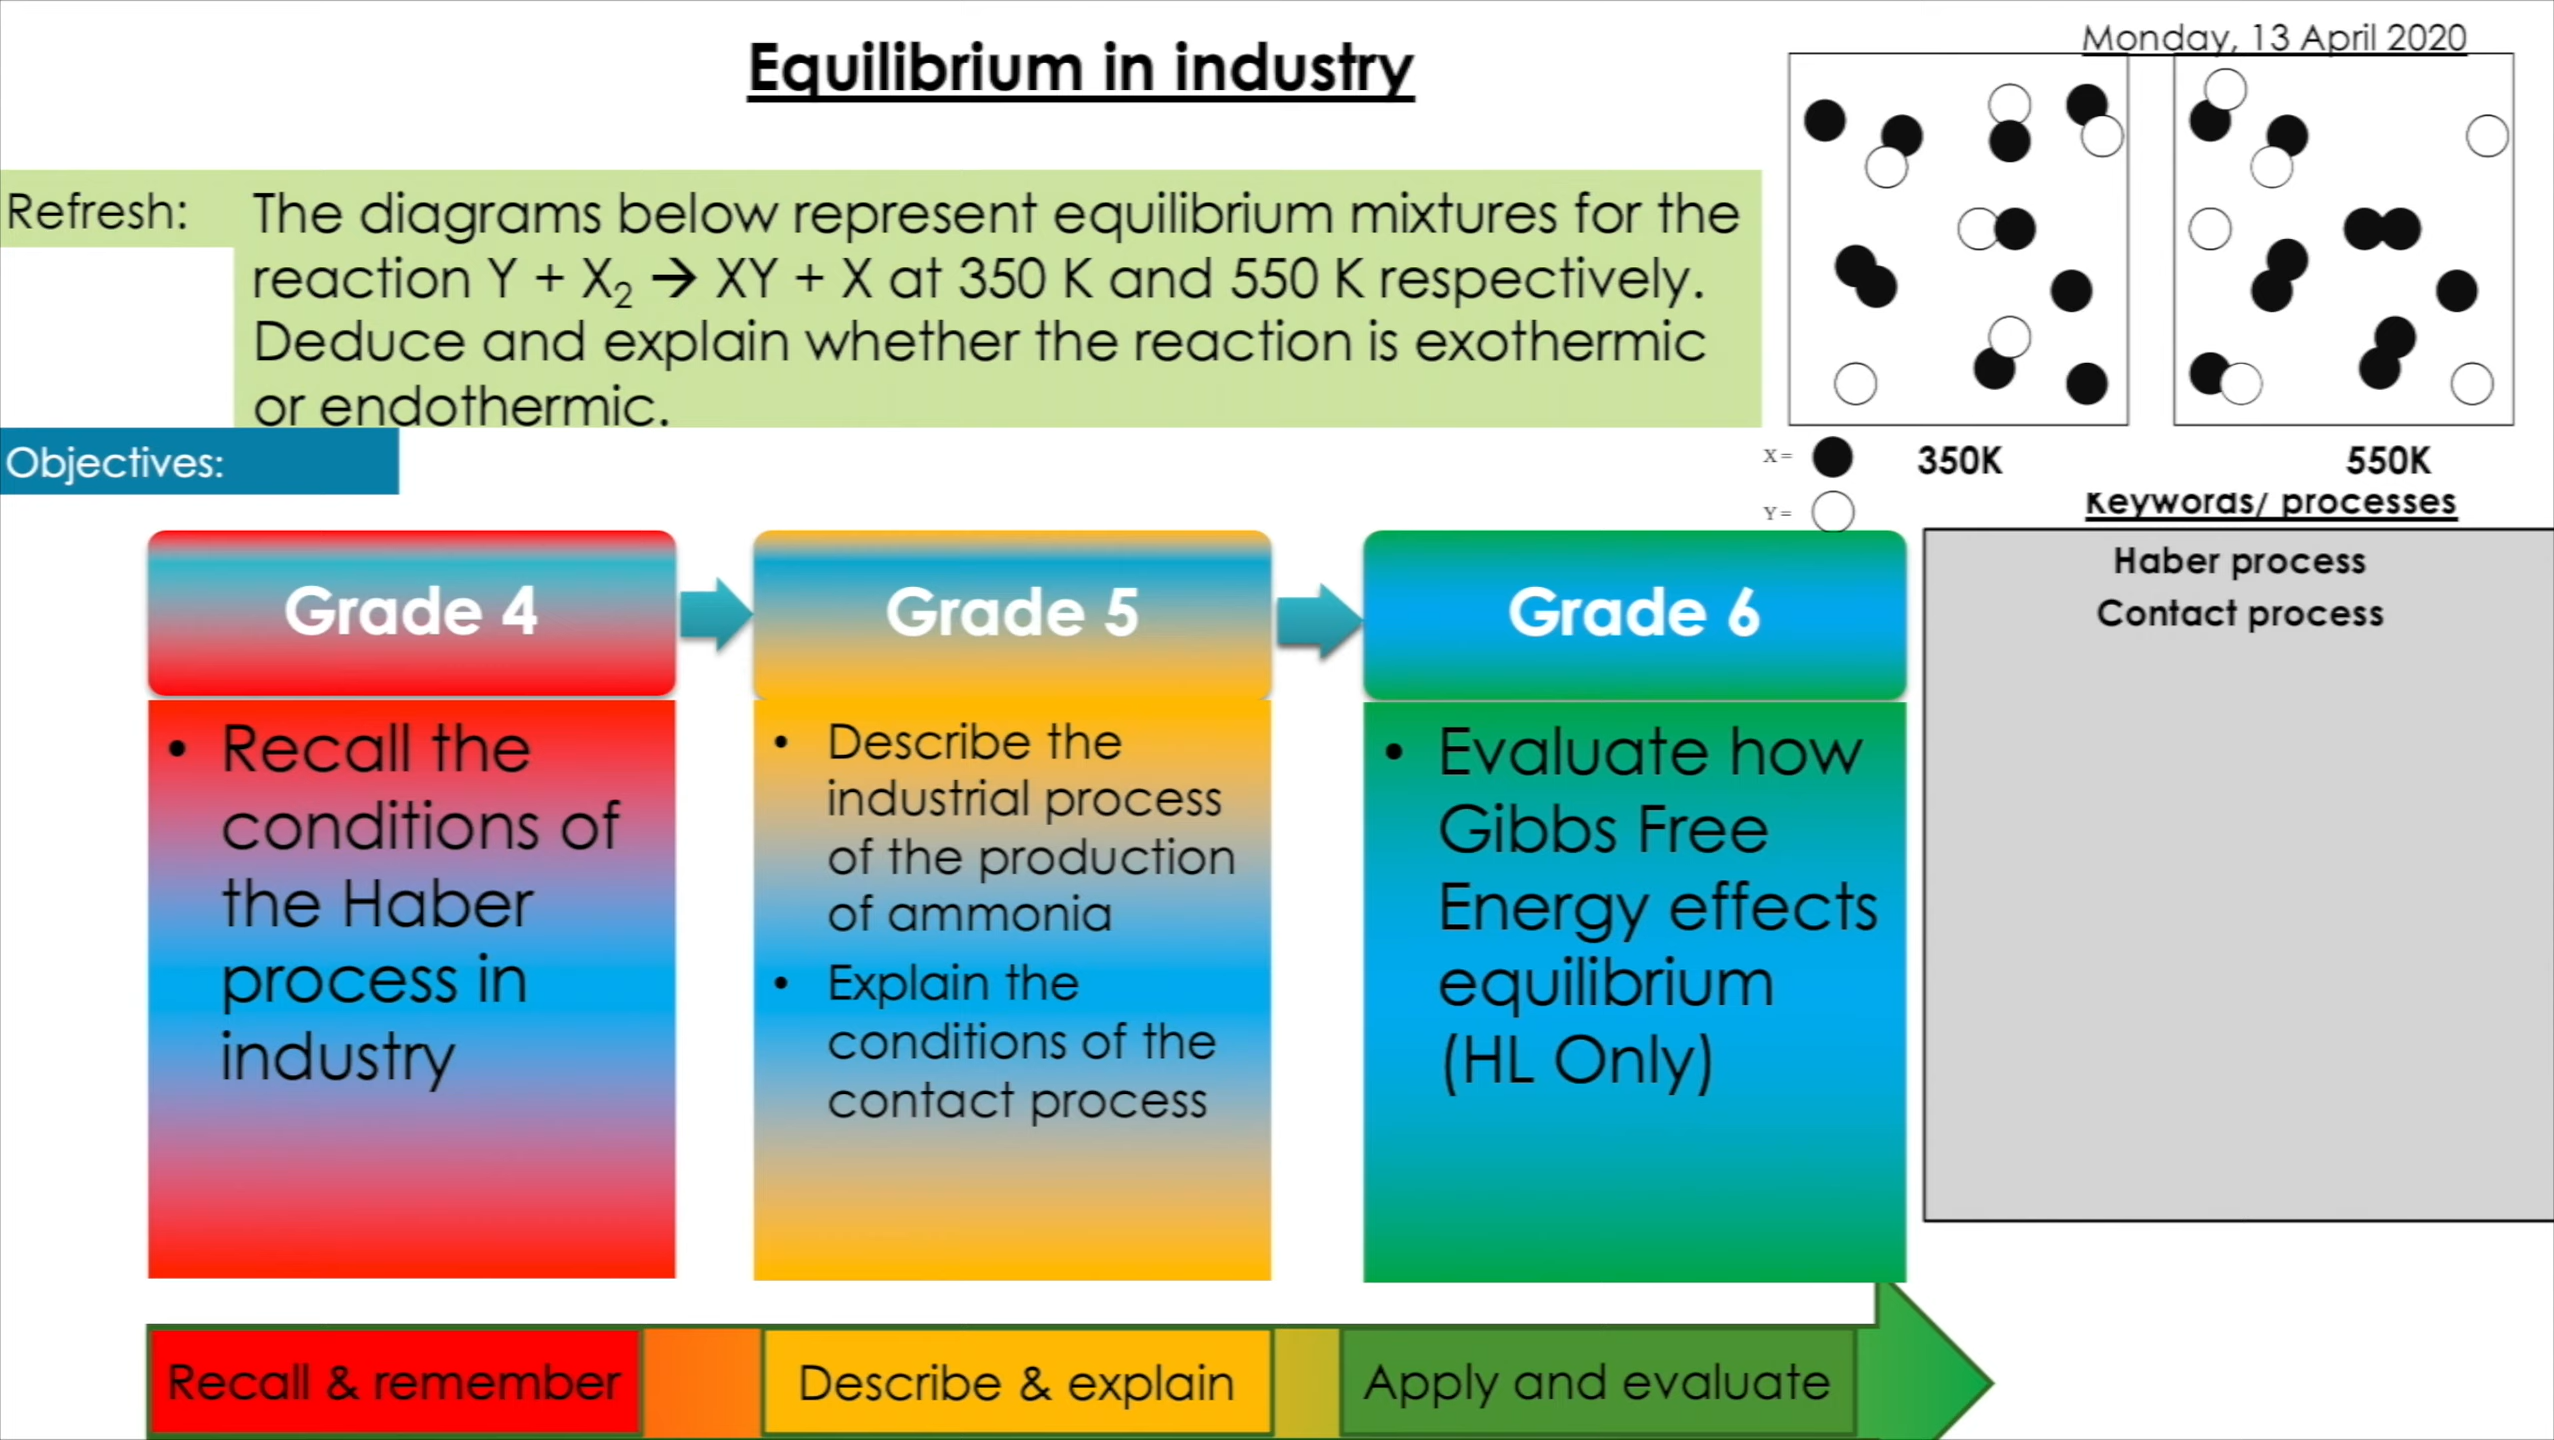 Equilibrium in industry
Monday, 13 April 2020
Refresh:
The diagrams below represent equilibrium mixtures for the
reaction Y + X₂ → XY + X at 350 K and 550 K respectively.
Deduce and explain whether the reaction is exothermic
or endothermic.
X =
Y =
350K
550K
Objectives:
Keywords/ processes
Haber process
Contact process
Grade 4
• Recall the
conditions of
the Haber
process in
industry
Grade 5
• Describe the
industrial process
of the production
of ammonia
• Explain the
conditions of the
contact process
Grade 6
• Evaluate how
Gibbs Free
Energy effects
equilibrium
(HL Only)
Recall & remember
Describe & explain
Apply and evaluate